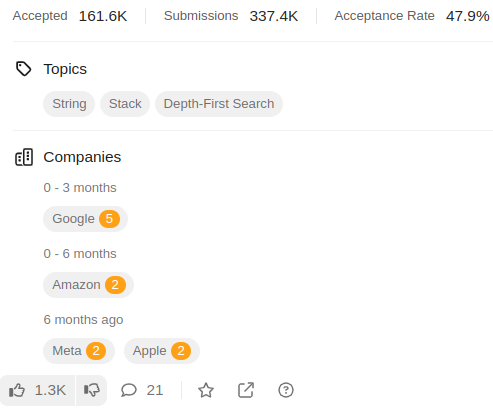 Accepted 161.6K Submissions 337.4K Acceptance Rate 47.9%
Topics
String Stack Depth-First Search
Companies
0 - 3 months
Google 5
0 - 6 months
Amazon 2
6 months ago
Meta 2 Apple 2
1.3K 21